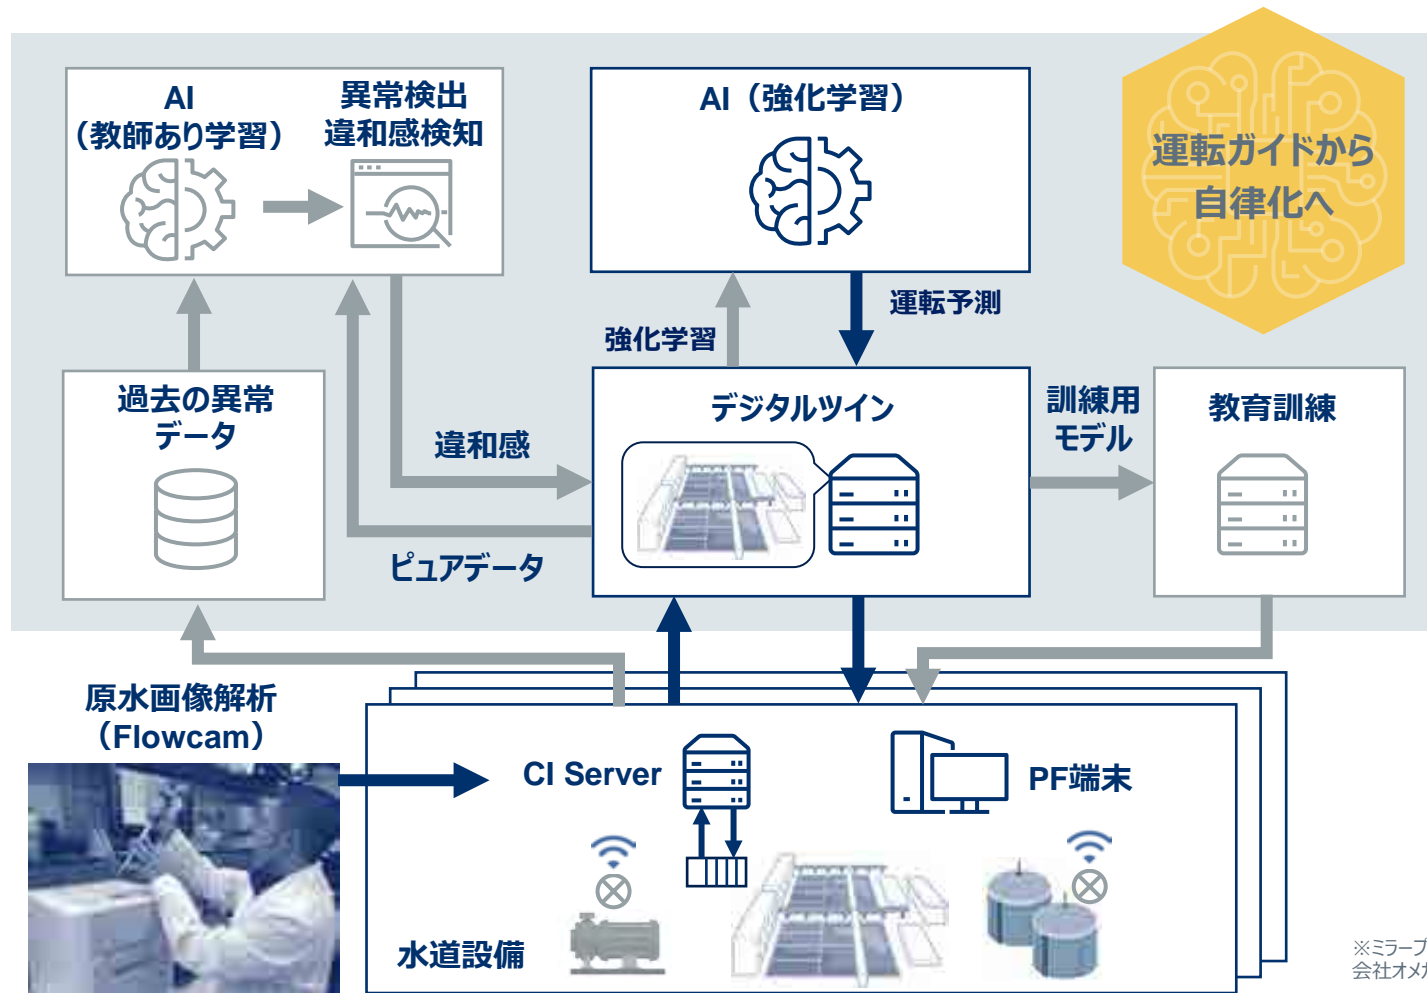 AI
（教師あり学習）
異常検出
違和感検知
AI（強化学習）
運転ガイドから
自律化へ
強化学習
運転予測
過去の異常
データ
違和感
ピュアデータ
デジタルツイン
訓練用
モデル
教育訓練
原水画像解析
（Flowcam）
CI Server
PF端末
水道設備
※ミラープ
会社オメガ